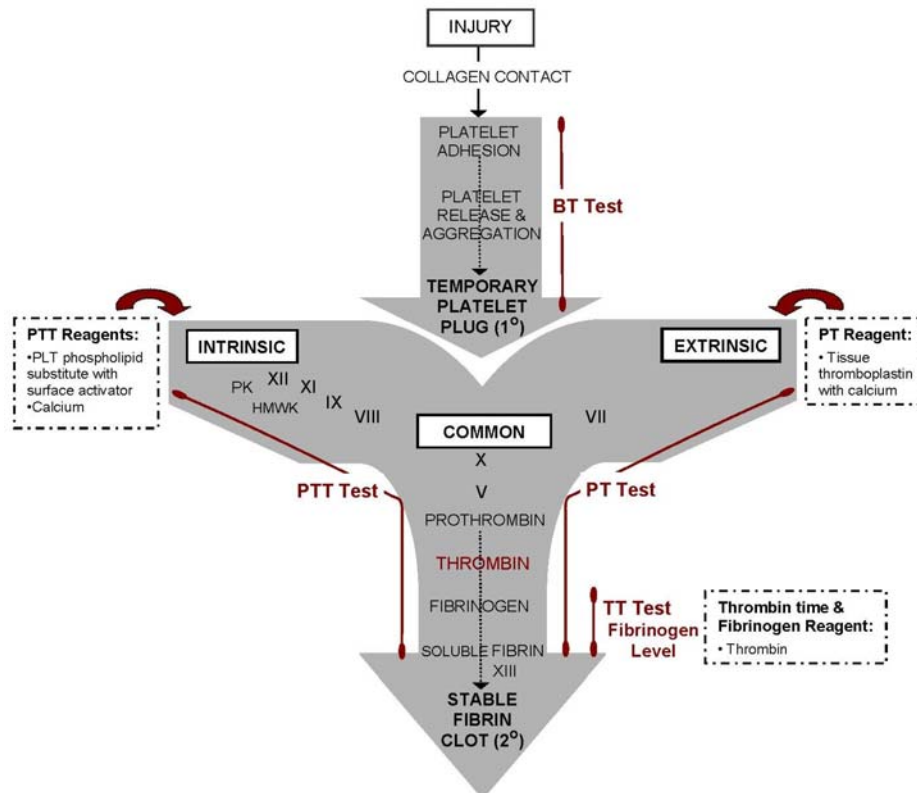 INJURY
COLLAGEN CONTACT
PLATELET
ADHESION
PLATELET
RELEASE &
AGGREGATION
BT Test
TEMPORARY
PLATELET
PLUG (1º)
PTT Reagents:
•PLT phospholipid
substitute with
surface activator
•Calcium
INTRINSIC
PK
XII
XI
HMWK
IX
VIII
EXTRINSIC
VII
PT Reagent:
• Tissue
thromboplastin
with calcium
COMMON
X
V
PTT Test
PT Test
PROTHROMBIN
THROMBIN
FIBRINOGEN
SOLUBLE FIBRIN
XIII
TT Test
Fibrinogen
Level
Thrombin time &
Fibrinogen Reagent:
• Thrombin
STABLE
FIBRIN
CLOT (2º)